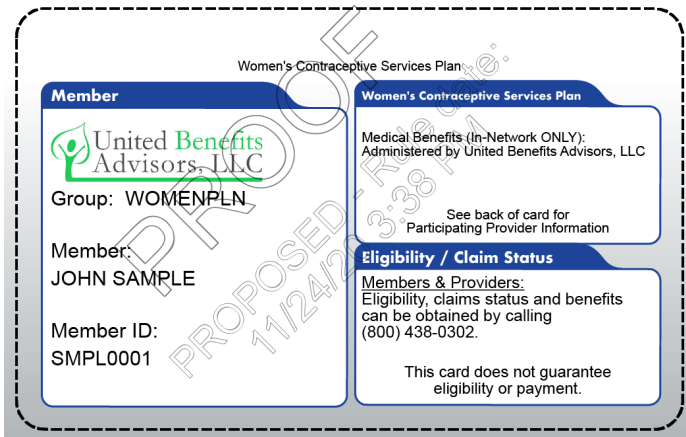 Women's Contraceptive Services Plan
Member
United Benefits
Advisors, LLC
Group: WOMENPLN
Member:
JOHN SAMPLE
Member ID:
SMPL0001
Women's Contraceptive Services Plan
Medical Benefits (In-Network ONLY):
Administered by United Benefits Advisors, LLC
See back of card for
Participating Provider Information
Eligibility / Claim Status
Members & Providers:
Eligibility, claims status and benefits
can be obtained by calling
(800) 438-0302.
This card does not guarantee
eligibility or payment.
PROOF
PROPOSED - Rule date:
11/24/20 3:38 PM